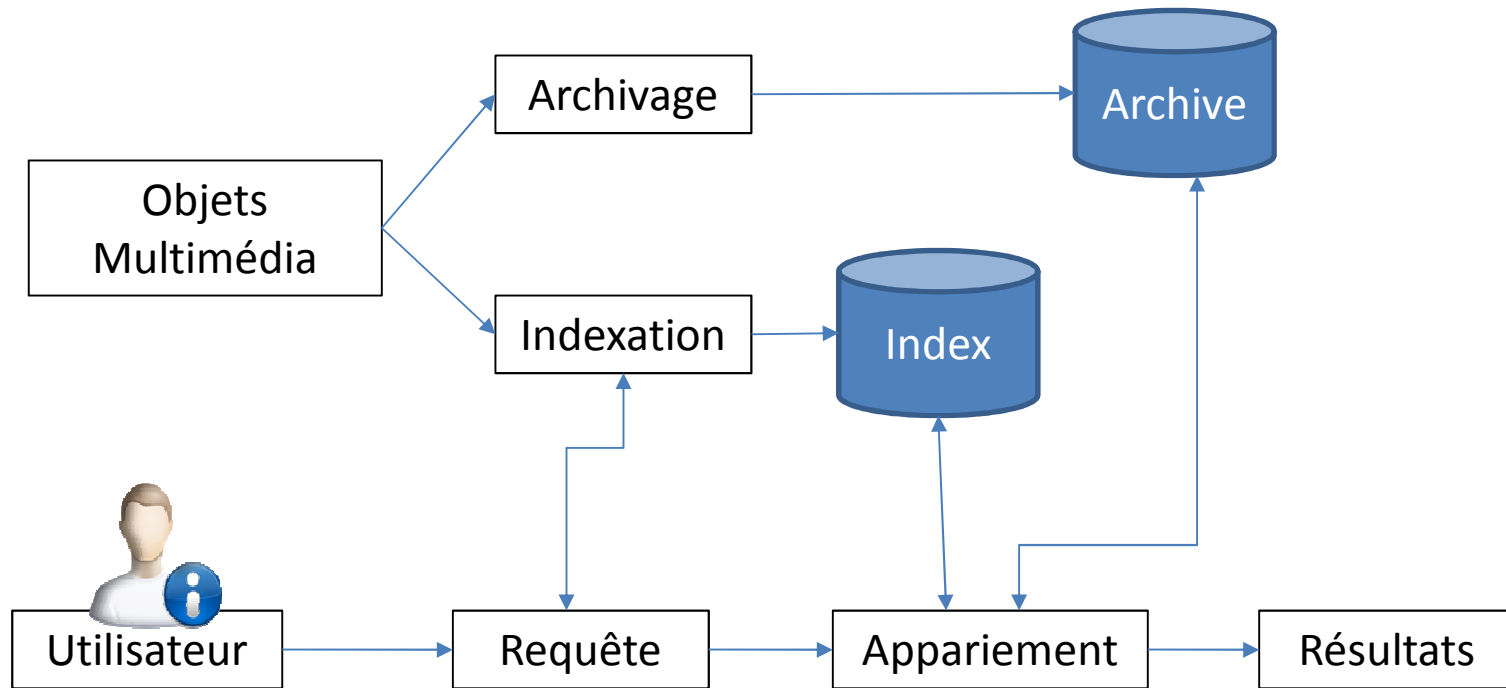 Archivage
Archive
Objets
Multimédia
Indexation
Index
Utilisateur
Requête
Appariement
Résultats